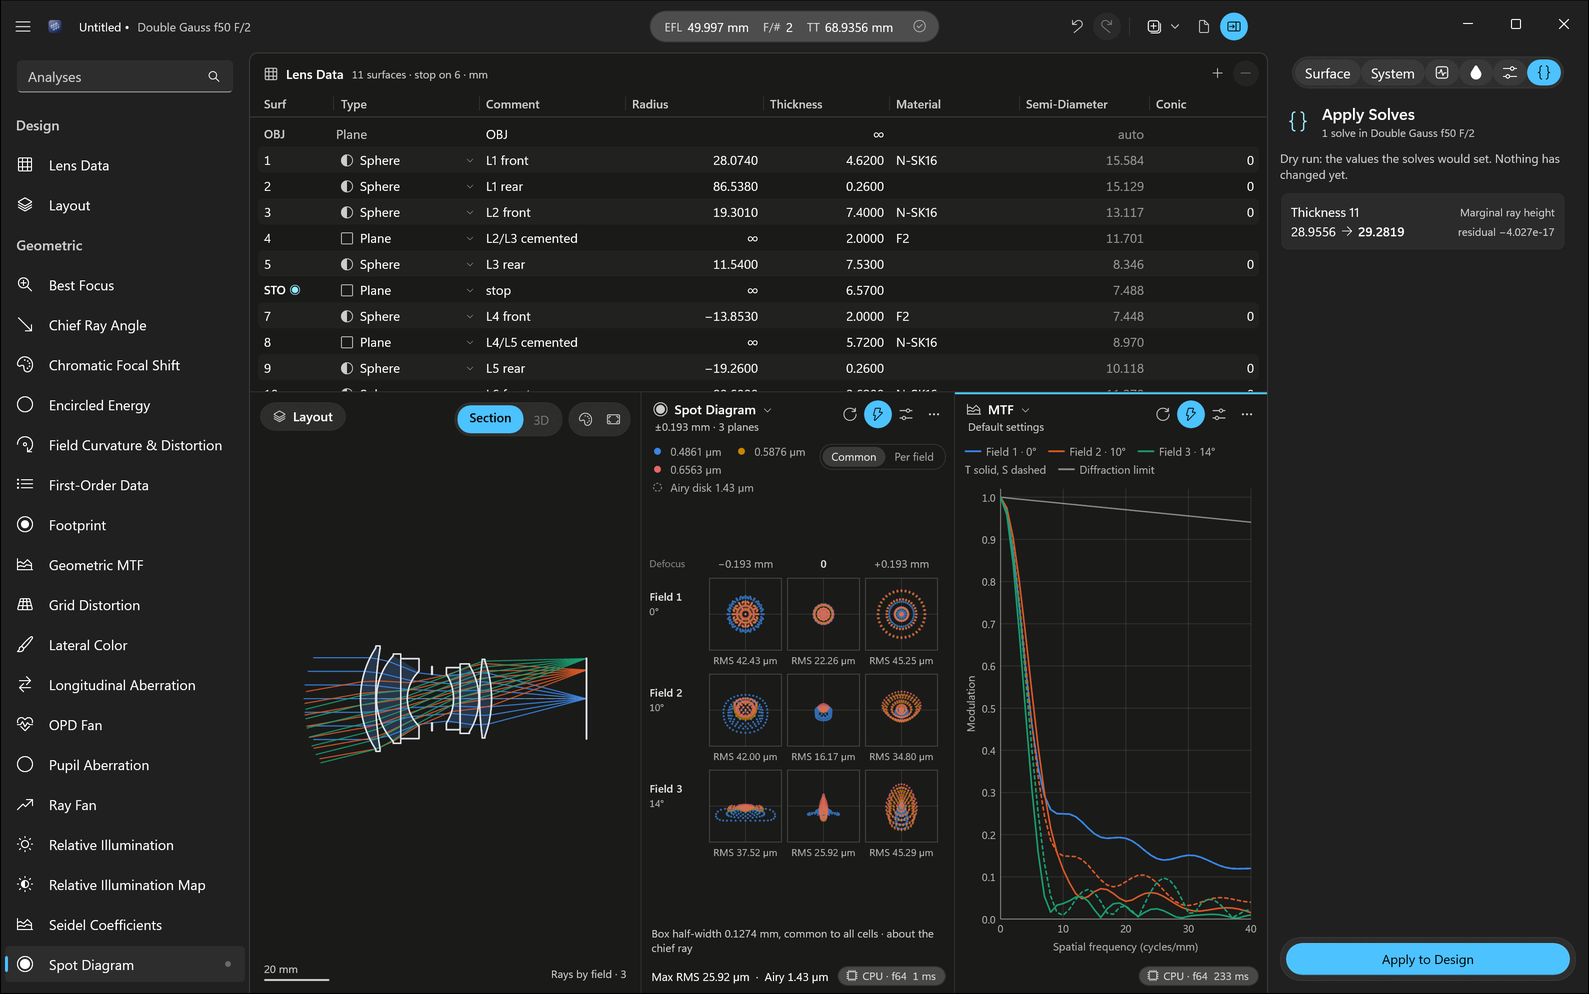 Untitled • Double Gauss f50 F/2
EFL 49.997 mm F/# 2 TT 68.9356 mm
Analyses
Design
Lens Data
Layout
Geometric
Best Focus
Chief Ray Angle
Chromatic Focal Shift
Encircled Energy
Field Curvature & Distortion
First-Order Data
Footprint
Geometric MTF
Grid Distortion
Lateral Color
Longitudinal Aberration
OPD Fan
Pupil Aberration
Ray Fan
Relative Illumination
Relative Illumination Map
Seidel Coefficients
Spot Diagram
Lens Data 11 surfaces · stop on 6 · mm
Surf Type Comment Radius Thickness Material Semi-Diameter Conic
OBJ Plane OBJ ∞ auto
1 Sphere L1 front 28.0740 4.6200 N-SK16 15.584 0
2 Sphere L1 rear 86.5380 0.2600 15.129 0
3 Sphere L2 front 19.3010 7.4000 N-SK16 13.117 0
4 Plane L2/L3 cemented ∞ 2.0000 F2 11.701
5 Sphere L3 rear 11.5400 7.5300 8.346 0
STO Plane stop ∞ 6.5700 7.488
7 Sphere L4 front −13.8530 2.0000 F2 7.448 0
8 Plane L4/L5 cemented ∞ 5.7200 N-SK16 8.970
9 Sphere L5 rear −19.2600 0.2600 10.118 0
Layout
Section 3D
20 mm
Rays by field · 3
Spot Diagram
±0.193 mm · 3 planes
0.4861 µm 0.5876 µm
0.6563 µm
Airy disk 1.43 µm
Common Per field
Defocus −0.193 mm 0 +0.193 mm
Field 1
0°
RMS 42.43 µm RMS 22.26 µm RMS 45.25 µm
Field 2
10°
RMS 42.00 µm RMS 16.17 µm RMS 34.80 µm
Field 3
14°
RMS 37.52 µm RMS 25.92 µm RMS 45.29 µm
Box half-width 0.1274 mm, common to all cells · about the
chief ray
Max RMS 25.92 µm · Airy 1.43 µm CPU · f64 1 ms
MTF
Default settings
Field 1 · 0° Field 2 · 10° Field 3 · 14°
T solid, S dashed Diffraction limit
Modulation
1.0
0.9
0.8
0.7
0.6
0.5
0.4
0.3
0.2
0.1
0.0
0 10 20 30 40
Spatial frequency (cycles/mm)
CPU · f64 233 ms
Surface System {}
{} Apply Solves
1 solve in Double Gauss f50 F/2
Dry run: the values the solves would set. Nothing has
changed yet.
Thickness 11 Marginal ray height
28.9556 → 29.2819 residual −4.027e-17
Apply to Design